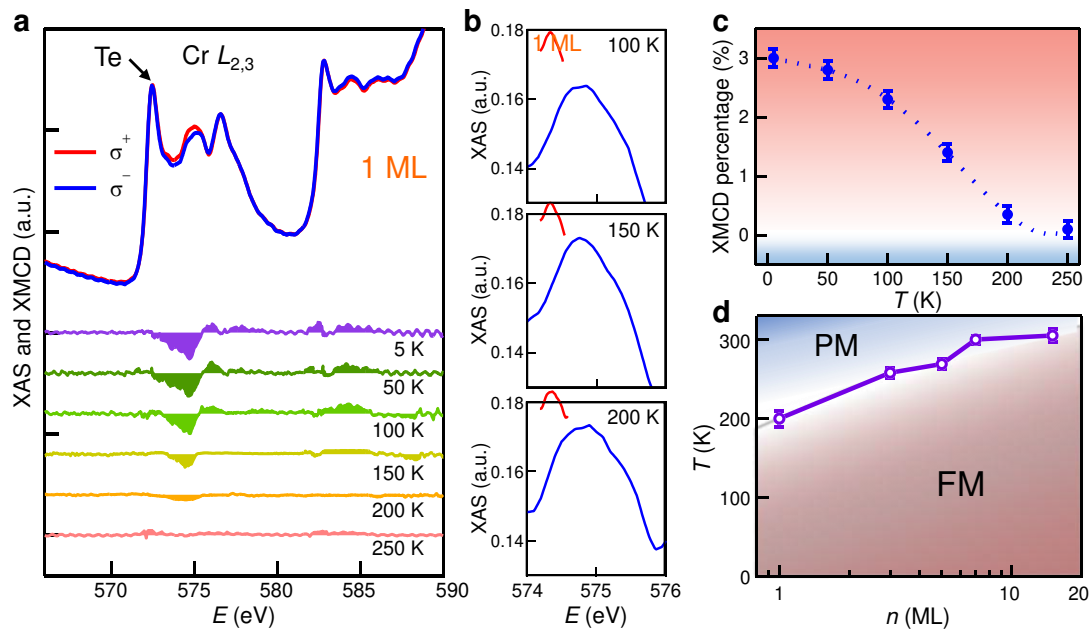 a
Te
Cr L2,3
σ+
σ−
1 ML
XAS and XMCD (a.u.)
5 K
50 K
100 K
150 K
200 K
250 K
570 575 580 585 590
E (eV)
b
0.18
0.16
0.14
XAS (a.u.)
1 ML
100 K
0.18
0.16
0.14
XAS (a.u.)
150 K
0.18
0.16
0.14
XAS (a.u.)
200 K
574 575 576
E (eV)
c
3
2
1
0
XMCD percentage (%)
0 50 100 150 200 250
T (K)
d
300
200
100
0
T (K)
PM
FM
1 10 20
n (ML)